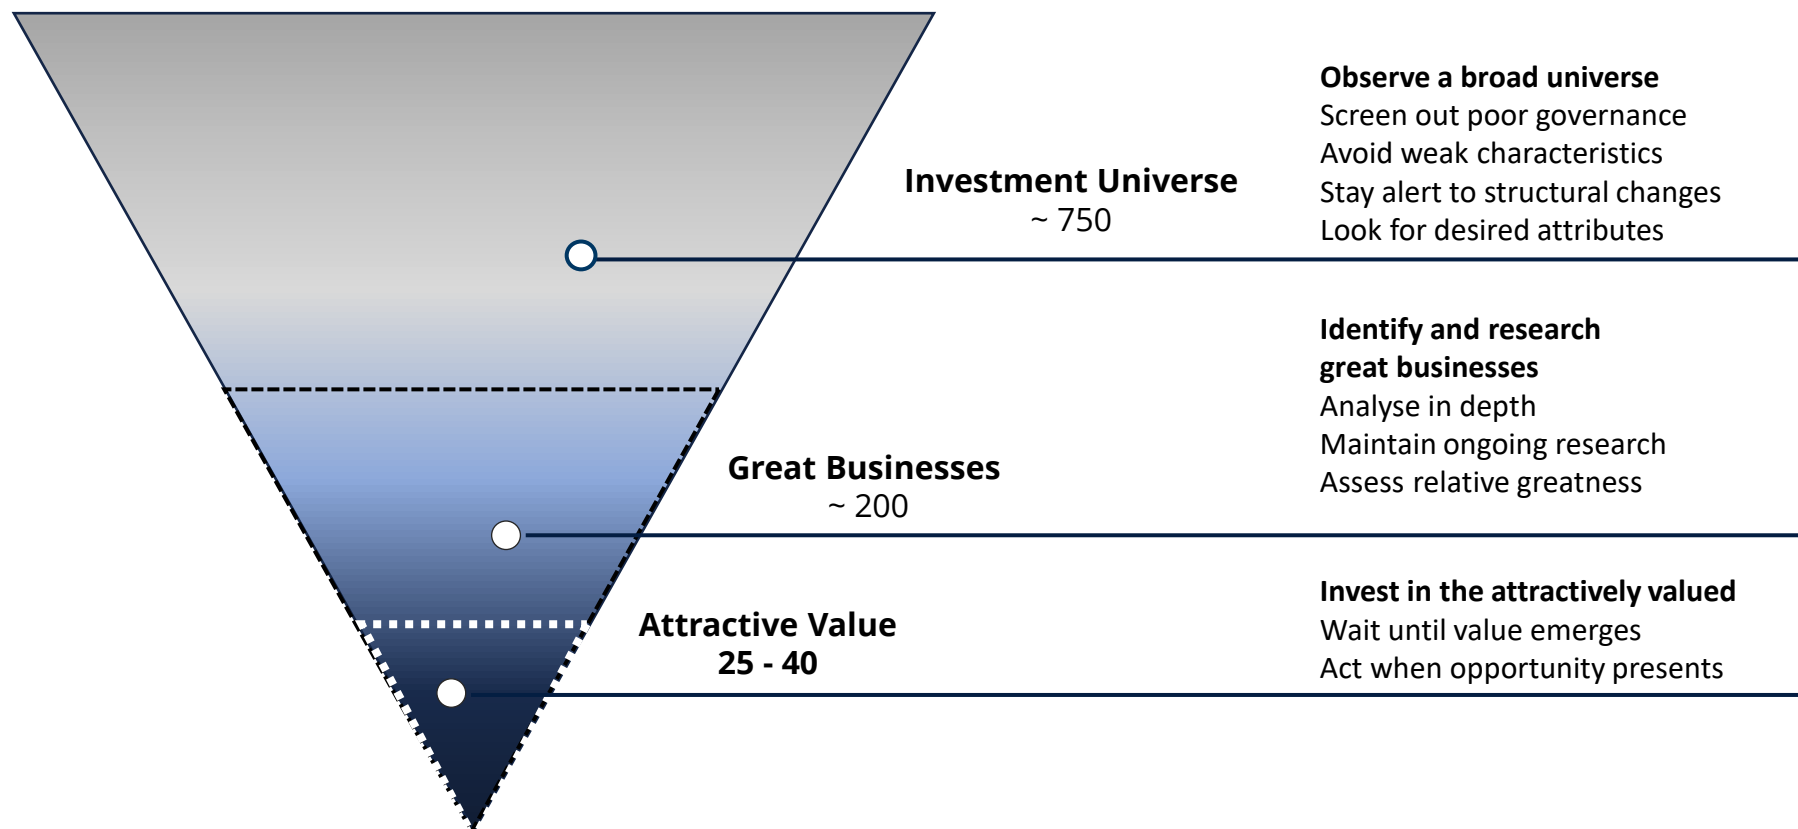 Investment Universe
~ 750
Observe a broad universe
Screen out poor governance
Avoid weak characteristics
Stay alert to structural changes
Look for desired attributes
Great Businesses
~ 200
Identify and research
great businesses
Analyse in depth
Maintain ongoing research
Assess relative greatness
Attractive Value
25 - 40
Invest in the attractively valued
Wait until value emerges
Act when opportunity presents